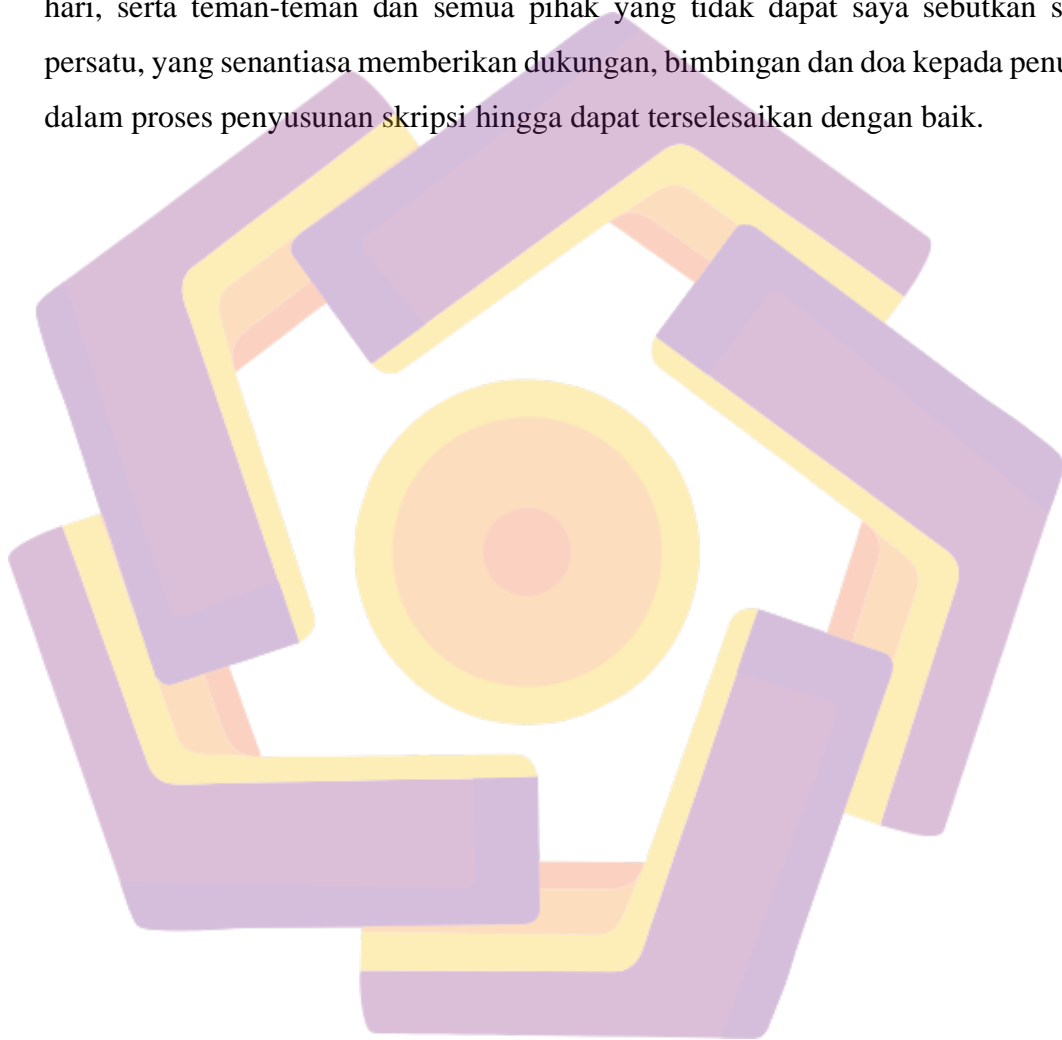 hari, serta teman-teman dan semua pihak yang tidak dapat saya sebutkan
persatu, yang senantiasa memberikan dukungan, bimbingan dan doa kepada
dalam proses penyusunan skripsi hingga dapat terselesaikan dengan baik.